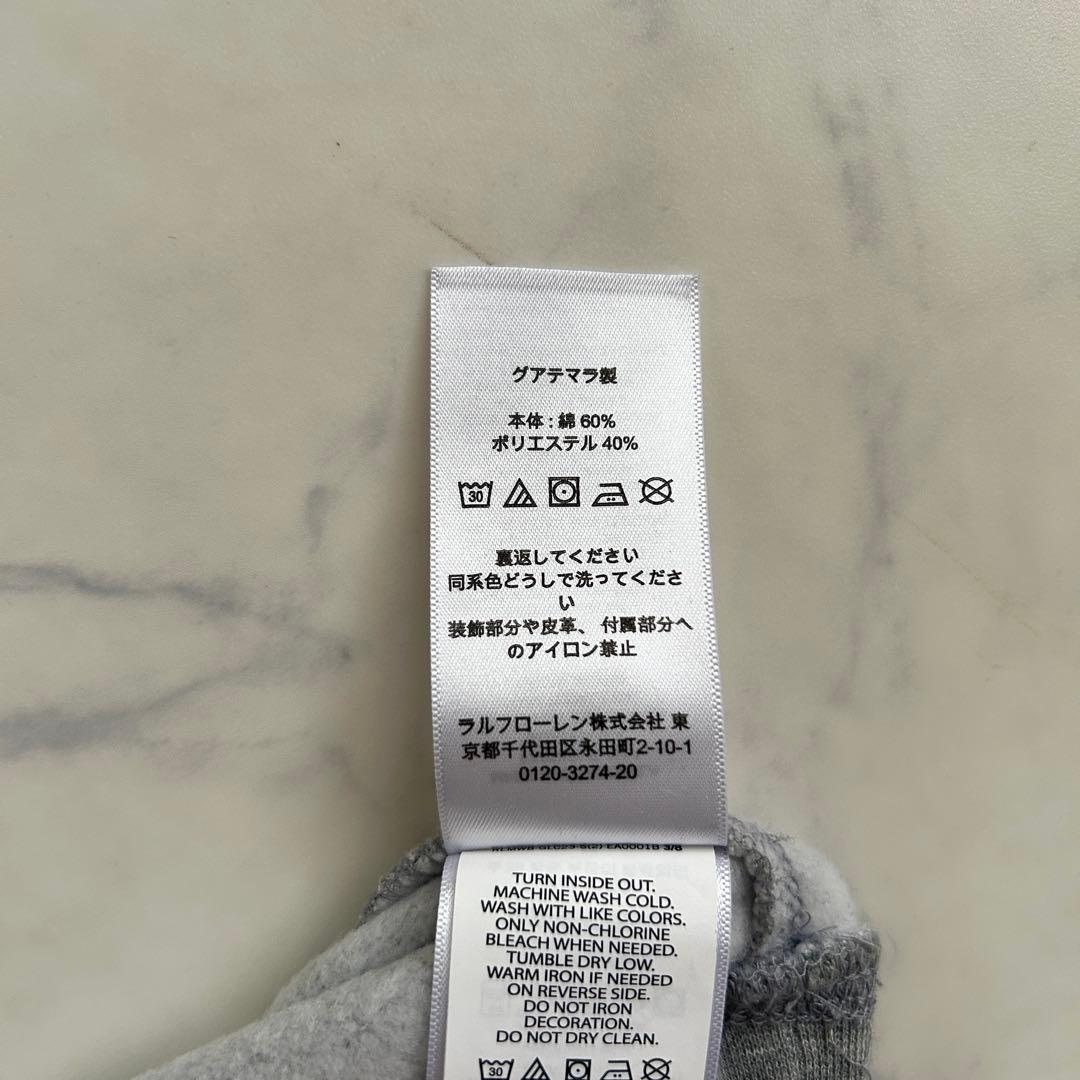 グアテマラ製
本体 : 綿 60%
ポリエステル 40%
30
裏返してください
同系色どうしで洗ってくださ
い
装飾部分や皮革、 付属部分へ
のアイロン禁止
ラルフローレン株式会社 東
京都千代田区永田町2-10-1
0120-3274-20
EA0001B 3/8
TURN INSIDE OUT.
MACHINE WASH COLD.
WASH WITH LIKE COLORS.
ONLY NON-CHLORINE
BLEACH WHEN NEEDED.
TUMBLE DRY LOW.
WARM IRON IF NEEDED
ON REVERSE SIDE.
DO NOT IRON
DECORATION.
DO NOT DRY CLEAN.
30